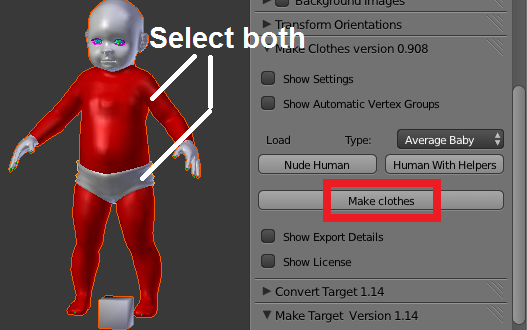 Background Images
Transform Orientations
Select both
Make Clothes version 0.908
Show Settings
Show Automatic Vertex Groups
Load Type: Average Baby
Nude Human Human With Helpers
Make clothes
Show Export Details
Show License
Convert Target 1.14
Make Target Version 1.14